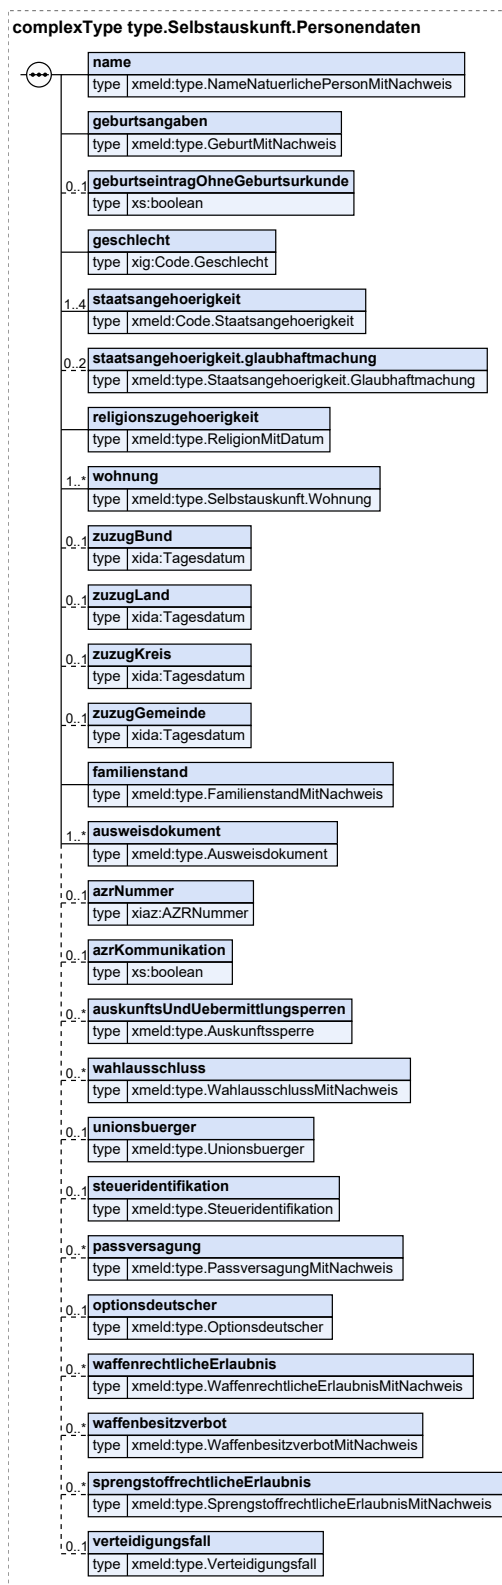 complexType type.Selbstauskunft.Personendaten
name
type xmeld:type.NameNatuerlichePersonMitNachweis
geburtsangaben
type xmeld:type.GeburtMitNachweis
0..1 geburtseintragOhneGeburtsurkunde
type xs:boolean
geschlecht
type xig:Code.Geschlecht
1..4 staatsangehoerigkeit
type xmeld:Code.Staatsangehoerigkeit
0..2 staatsangehoerigkeit.glaubhaftmachung
type xmeld:type.Staatsangehoerigkeit.Glaubhaftmachung
religionszugehoerigkeit
type xmeld:type.ReligionMitDatum
1..* wohnung
type xmeld:type.Selbstauskunft.Wohnung
0..1 zuzugBund
type xida:Tagesdatum
0..1 zuzugLand
type xida:Tagesdatum
0..1 zuzugKreis
type xida:Tagesdatum
0..1 zuzugGemeinde
type xida:Tagesdatum
familienstand
type xmeld:type.FamilienstandMitNachweis
1..* ausweisdokument
type xmeld:type.Ausweisdokument
0..1 azrNummer
type xiaz:AZRNummer
0..1 azrKommunikation
type xs:boolean
0..* auskunftsUndUebermittlungsperren
type xmeld:type.Auskunftssperre
0..* wahlausschluss
type xmeld:type.WahlausschlussMitNachweis
0..1 unionsbuerger
type xmeld:type.Unionsbuerger
0..1 steueridentifikation
type xmeld:type.Steueridentifikation
0..* passversagung
type xmeld:type.PassversagungMitNachweis
0..1 optionsdeutscher
type xmeld:type.Optionsdeutscher
0..* waffenrechtlicheErlaubnis
type xmeld:type.WaffenrechtlicheErlaubnisMitNachweis
0..* waffenbesitzverbot
type xmeld:type.WaffenbesitzverbotMitNachweis
0..* sprengstoffrechtlicheErlaubnis
type xmeld:type.SprengstoffrechtlicheErlaubnisMitNachweis
0..1 verteidigungsfall
type xmeld:type.Verteidigungsfall